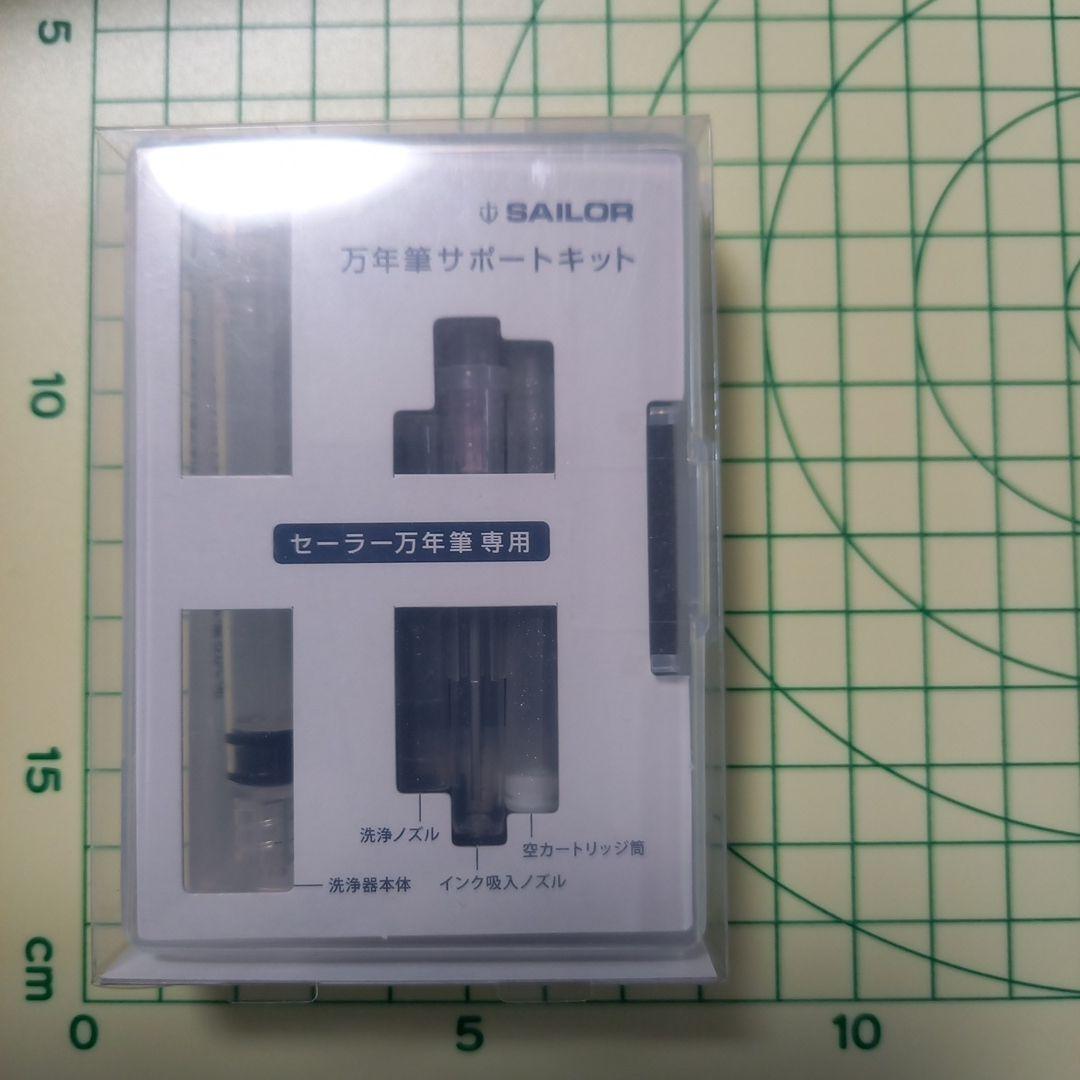 5
SAILOR
万年筆サポートキット
10
セーラー万年筆 専用
15
洗浄ノズル
空カートリッジ筒
インク吸入ノズル
洗浄器本体
cm
0 5 10